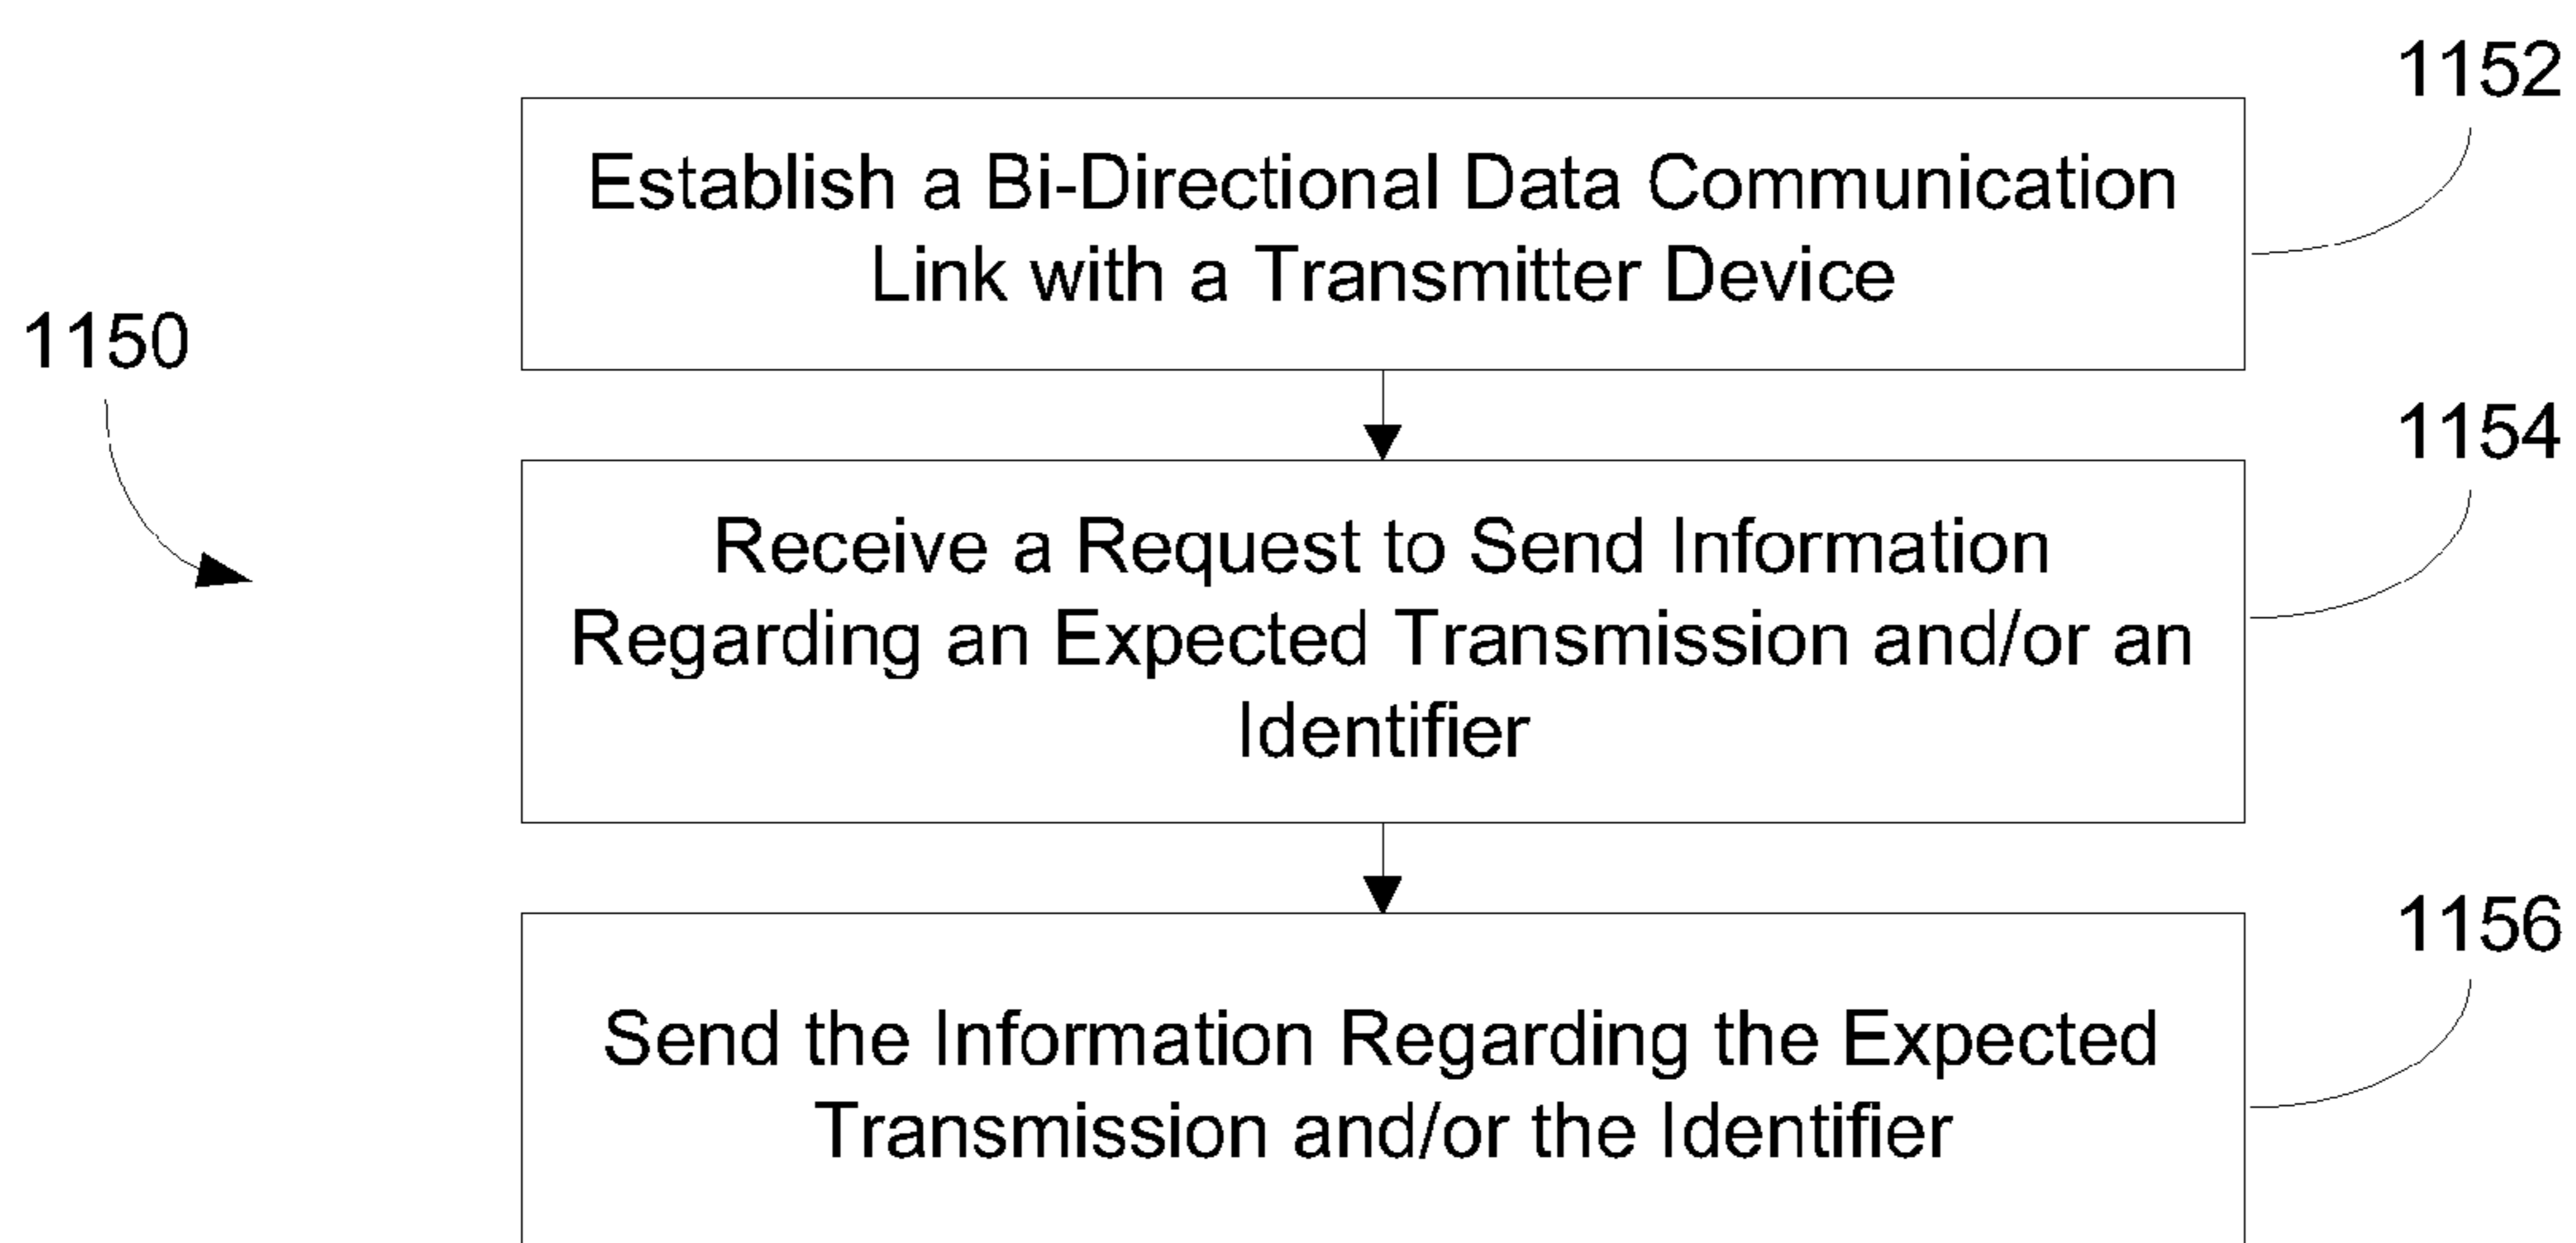 1152
Establish a Bi-Directional Data Communication
Link with a Transmitter Device
1150
1154
Receive a Request to Send Information
Regarding an Expected Transmission and/or an
Identifier
1156
Send the Information Regarding the Expected
Transmission and/or the Identifier